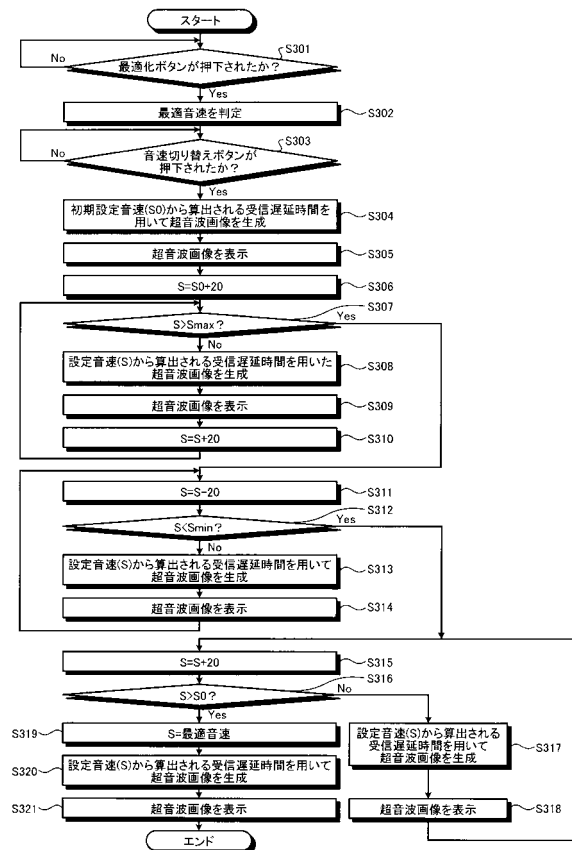 スタート
S301
最適化ボタンが押下されたか？
No
Yes
最適音速を判定
S302
S303
音速切り替えボタンが
押下されたか？
No
Yes
初期設定音速(S0)から算出される受信遅延時間を
用いて超音波画像を生成
S304
超音波画像を表示
S305
S=S0+20
S306
S307
S>Smax？
Yes
No
設定音速(S)から算出される受信遅延時間を用いた
超音波画像を生成
S308
超音波画像を表示
S309
S=S+20
S310
S=S-20
S311
S312
S<Smin？
Yes
No
設定音速(S)から算出される受信遅延時間を用いて
超音波画像を生成
S313
超音波画像を表示
S314
S=S+20
S315
S316
S>S0？
No
Yes
S319
S=最適音速
設定音速(S)から算出される
受信遅延時間を用いて
超音波画像を生成
S317
S320
設定音速(S)から算出される受信遅延時間を用いて
超音波画像を生成
S321
超音波画像を表示
超音波画像を表示
S318
エンド